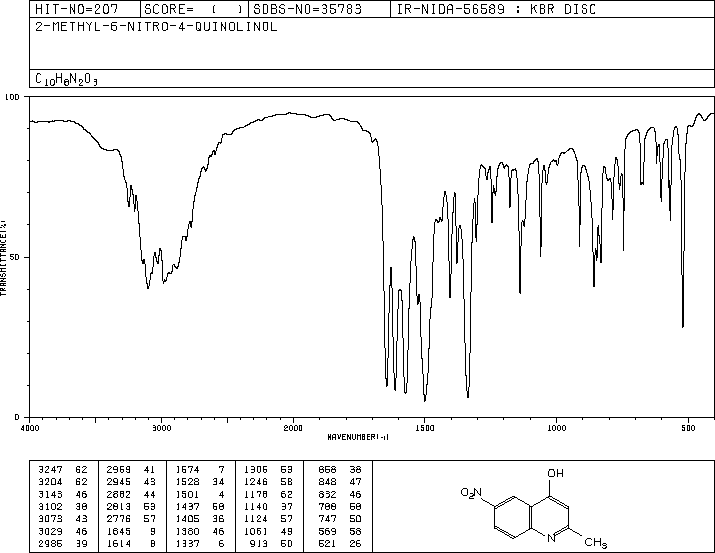 HIT-NO=207 SCORE= ( ) SDBS-NO=35783 IR-NIDA-56589 : KBR DISC
2-METHYL-6-NITRO-4-QUINOLINOL
C10H8N2O3
100
50
0
TRANSMITTANCE(%)
4000 3000 2000 1500 1000 500
WAVENUMBER(-1)
3247 62 2969 41 1574 7 1306 53 858 38
3204 62 2945 43 1528 34 1246 58 848 47
3143 46 2882 44 1501 4 1178 62 832 46
3102 38 2813 53 1437 58 1140 37 788 58
3073 43 2776 57 1405 36 1124 57 747 50
3029 46 1645 9 1380 46 1061 49 569 58
2985 39 1614 8 1337 6 913 50 521 26
OH
O2N
N
CH3